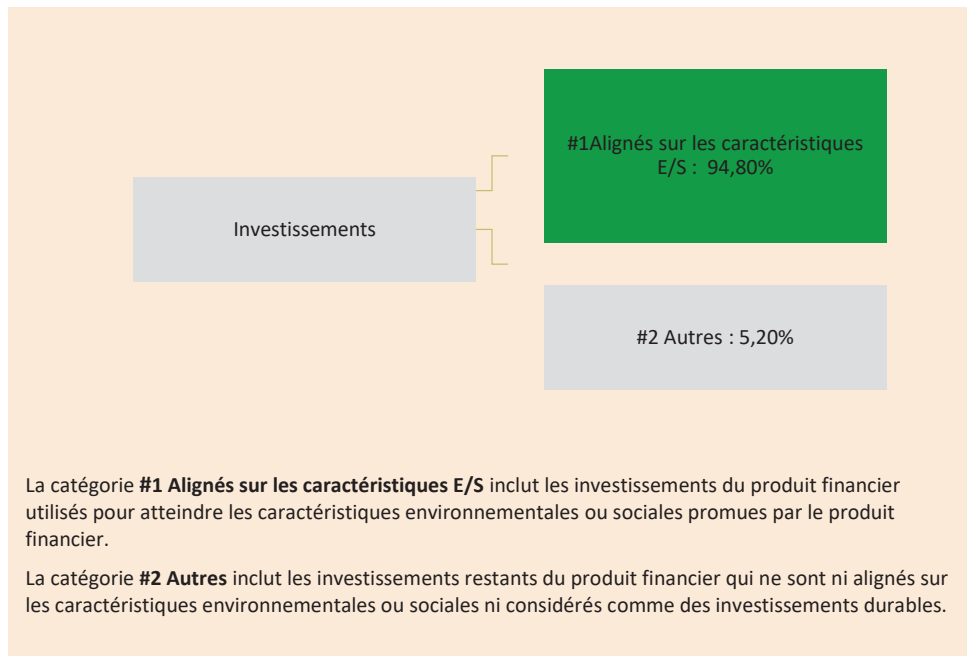 #1Alignés sur les caractéristiques
E/S :  94,80%
Investissements
#2 Autres : 5,20%
La catégorie #1 Alignés sur les caractéristiques E/S inclut les investissements du produit financier
utilisés pour atteindre les caractéristiques environnementales ou sociales promues par le produit
financier.
La catégorie #2 Autres inclut les investissements restants du produit financier qui ne sont ni alignés sur
les caractéristiques environnementales ou sociales ni considérés comme des investissements durables.